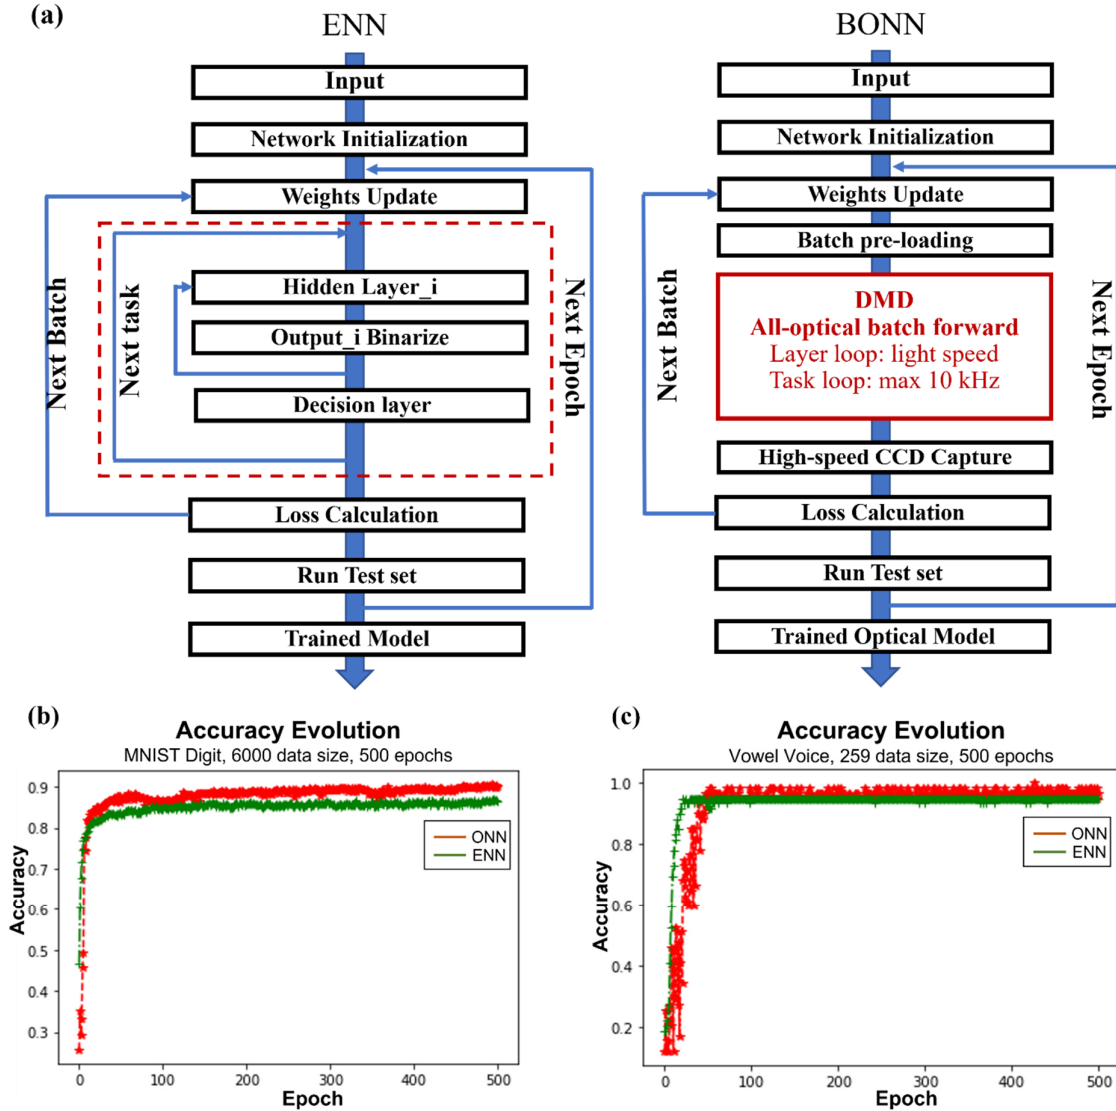 (a)
ENN
Input
Network Initialization
Weights Update
Hidden Layer_i
Output_i Binarize
Decision layer
Loss Calculation
Run Test set
Trained Model
Next Batch
Next task
Next Epoch
BONN
Input
Network Initialization
Weights Update
Batch pre-loading
DMD
All-optical batch forward
Layer loop: light speed
Task loop: max 10 kHz
High-speed CCD Capture
Loss Calculation
Run Test set
Trained Optical Model
Next Batch
Next Epoch
(b)
Accuracy Evolution
MNIST Digit, 6000 data size, 500 epochs
0.9
0.8
0.7
0.6
0.5
0.4
0.3
Accuracy
ONN
ENN
0 100 200 300 400 500
Epoch
(c)
Accuracy Evolution
Vowel Voice, 259 data size, 500 epochs
1.0
0.8
0.6
0.4
0.2
Accuracy
ONN
ENN
0 100 200 300 400 500
Epoch